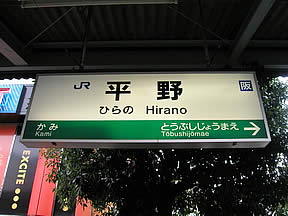 JR 平野 阪
ひらの Hirano
かみ とうぶしじょうまえ
Kami Tōbushijōmae
EXCITE